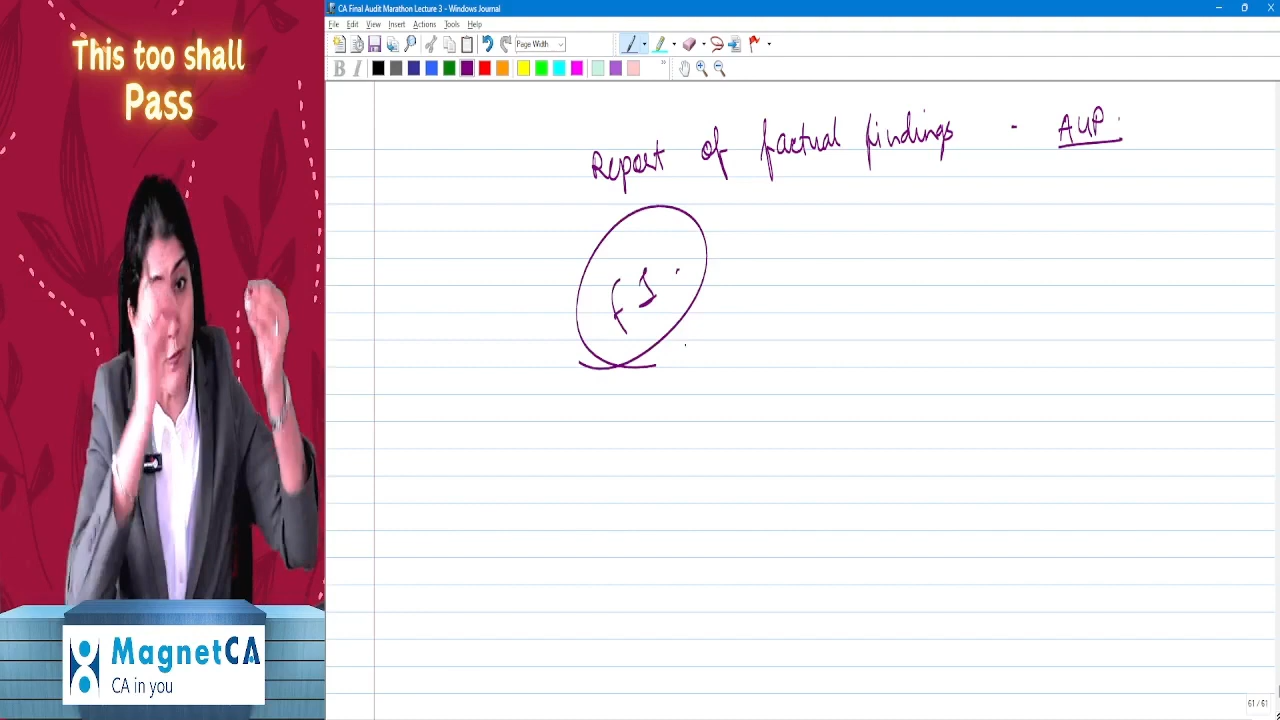 This too shall
Pass
CA Final Audit Marathon Lecture 3 - Windows Journal
File Edit View Insert Actions Tools Help
Page Width
B I
Report of factual findings - AUP
MagnetCA
CA in you
61 / 61